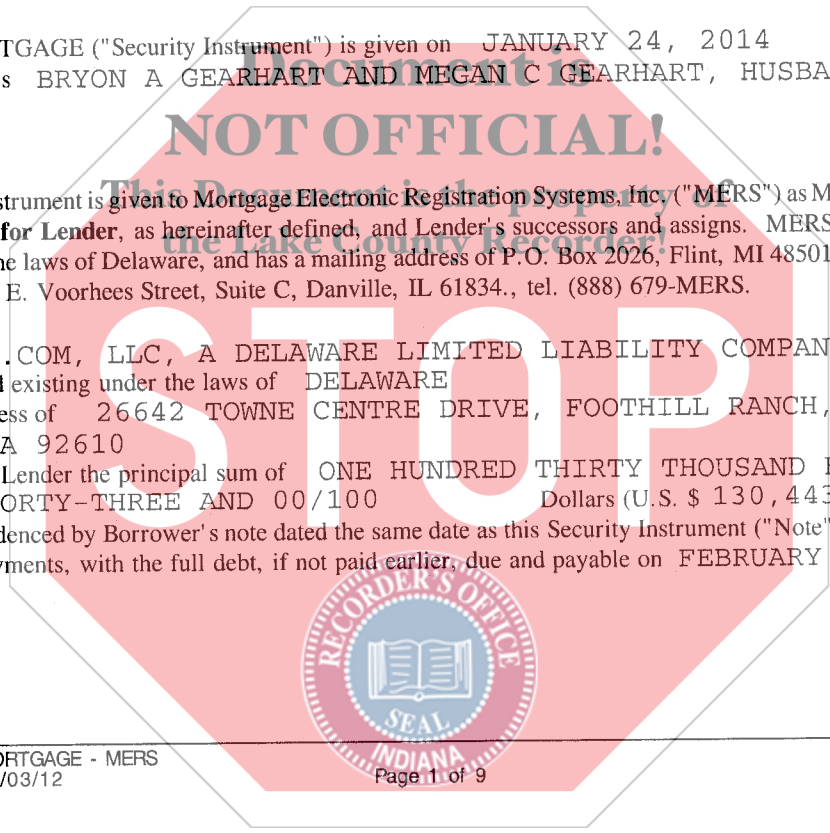 TGAGE ("Security Instrument") is given on JANUARY 24, 2014
s BRYON A GEARHART AND MEGAN C GEARHART, HUSBA
Document is
NOT OFFICIAL!
This Document is the property of
the Lake County Recorder!
strument is given to Mortgage Electronic Registration Systems, Inc. ("MERS") as M
for Lender, as hereinafter defined, and Lender's successors and assigns. MERS
e laws of Delaware, and has a mailing address of P.O. Box 2026, Flint, MI 48501
E. Voorhees Street, Suite C, Danville, IL 61834., tel. (888) 679-MERS.
STOP
.COM, LLC, A DELAWARE LIMITED LIABILITY COMPAN
existing under the laws of DELAWARE
ess of 26642 TOWNE CENTRE DRIVE, FOOTHILL RANCH,
A 92610
Lender the principal sum of ONE HUNDRED THIRTY THOUSAND
ORTY-THREE AND 00/100 Dollars (U.S. $ 130,443
denced by Borrower's note dated the same date as this Security Instrument ("Note"
ments, with the full debt, if not paid earlier, due and payable on FEBRUARY
RECORDER'S OFFICE
SEAL
INDIANA
ORTGAGE - MERS
/03/12
Page 1 of 9